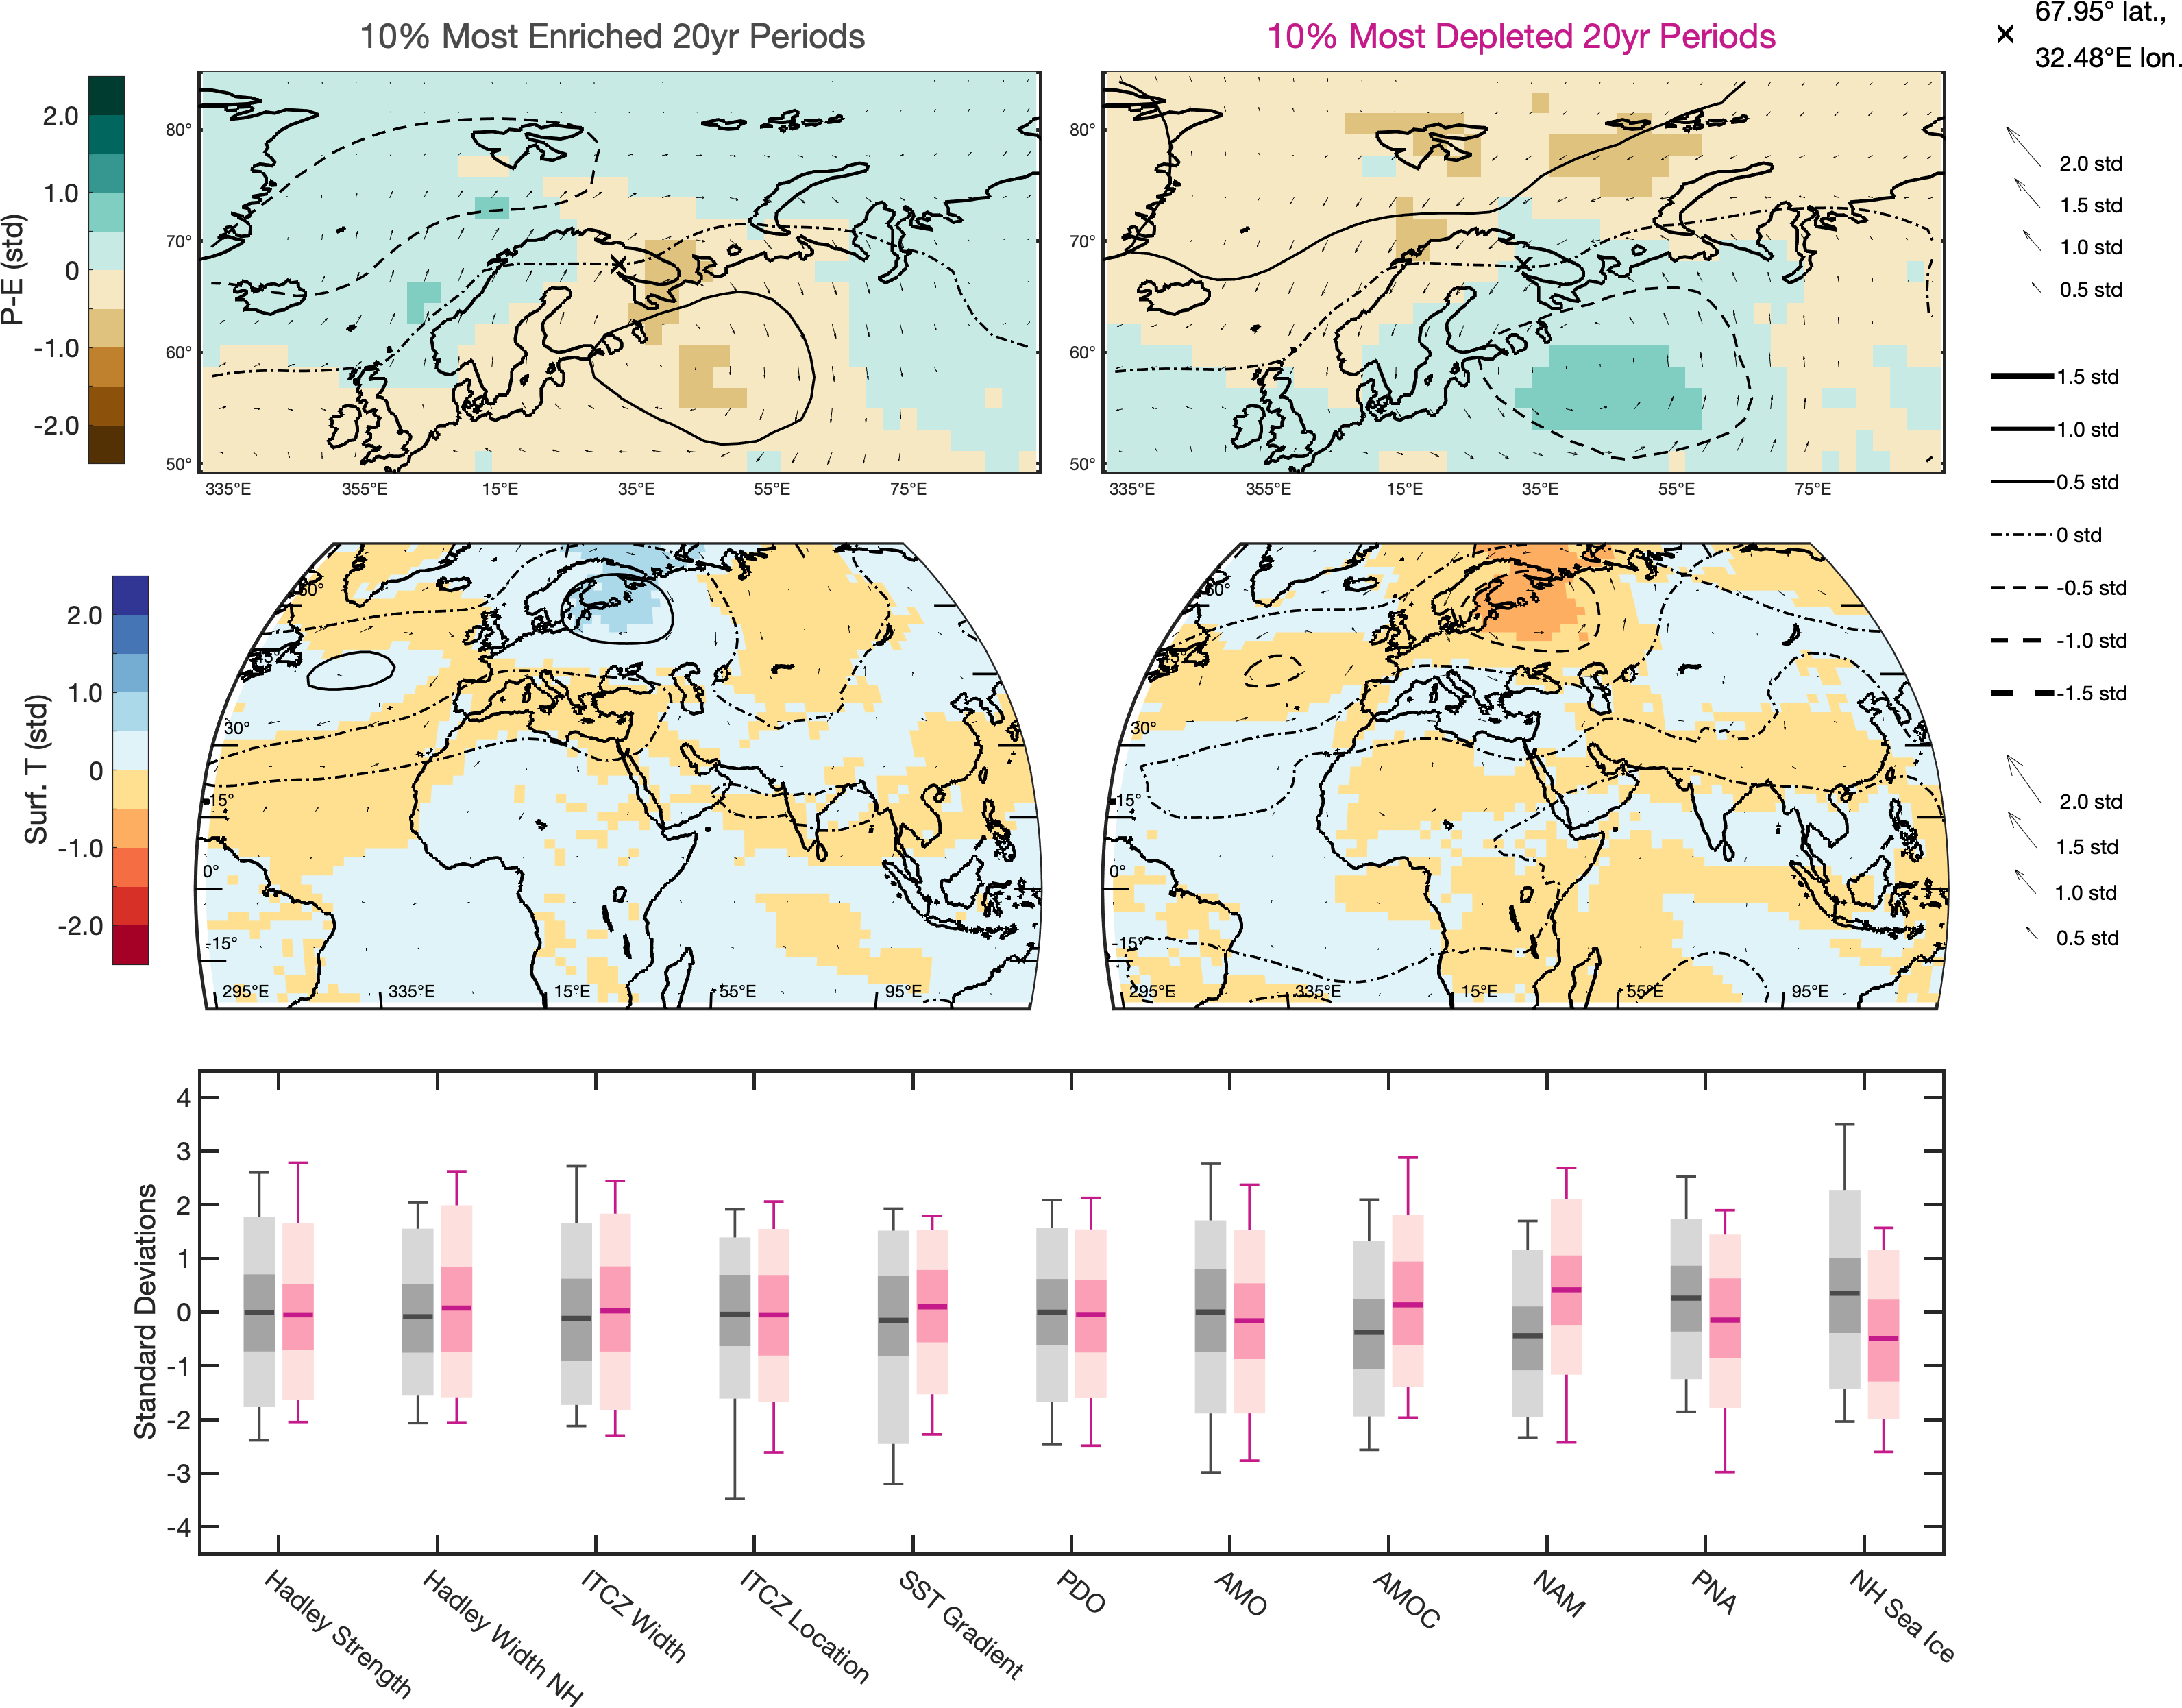 10% Most Enriched 20yr Periods
10% Most Depleted 20yr Periods
67.95° lat.,
32.48°E lon.
P-E (std)
2.0
1.0
0
-1.0
-2.0
80°
70°
60°
50°
335°E
355°E
15°E
35°E
55°E
75°E
80°
70°
60°
50°
335°E
355°E
15°E
35°E
55°E
75°E
2.0 std
1.5 std
1.0 std
0.5 std
1.5 std
1.0 std
0.5 std
0 std
-0.5 std
-1.0 std
-1.5 std
Surf. T (std)
2.0
1.0
0
-1.0
-2.0
30°
15°
0°
-15°
295°E
335°E
15°E
55°E
95°E
30°
15°
0°
-15°
295°E
335°E
15°E
55°E
95°E
2.0 std
1.5 std
1.0 std
0.5 std
Standard Deviations
4
3
2
1
0
-1
-2
-3
-4
Hadley Strength
Hadley Width NH
ITCZ Width
ITCZ Location
SST Gradient
PDO
AMO
AMOC
NAM
PNA
NH Sea Ice